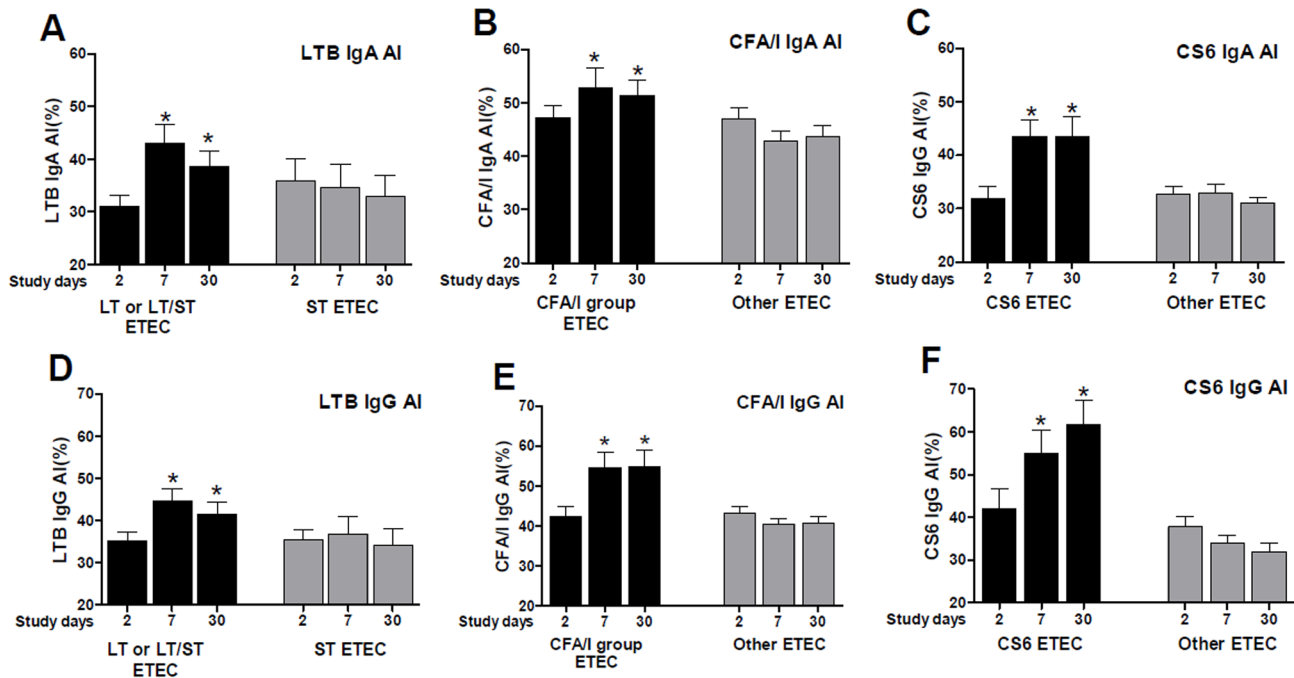 A
LTB IgA AI
LTB IgA AI(%)
60
50
40
30
20
Study days 2 7 30 2 7 30
LT or LT/ST
ETEC
ST ETEC
* *
B
CFA/I IgA AI
CFA/I IgA AI(%)
60
50
40
30
20
2 7 30 2 7 30
Study days
CFA/I group
ETEC
Other ETEC
* *
C
CS6 IgA AI
CS6 IgG AI(%)
60
50
40
30
20
Study days 2 7 30 2 7 30
CS6 ETEC Other ETEC
* *
D
LTB IgG AI
LTB IgG AI(%)
70
60
50
40
30
20
Study days 2 7 30 2 7 30
LT or LT/ST
ETEC
ST ETEC
* *
E
CFA/I IgG AI
CFA/I IgG AI(%)
70
60
50
40
30
20
Study days 2 7 30 2 7 30
CFA/I group
ETEC
Other ETEC
* *
F
CS6 IgG AI
CS6 IgG AI(%)
70
60
50
40
30
20
Study days 2 7 30 2 7 30
CS6 ETEC Other ETEC
* *